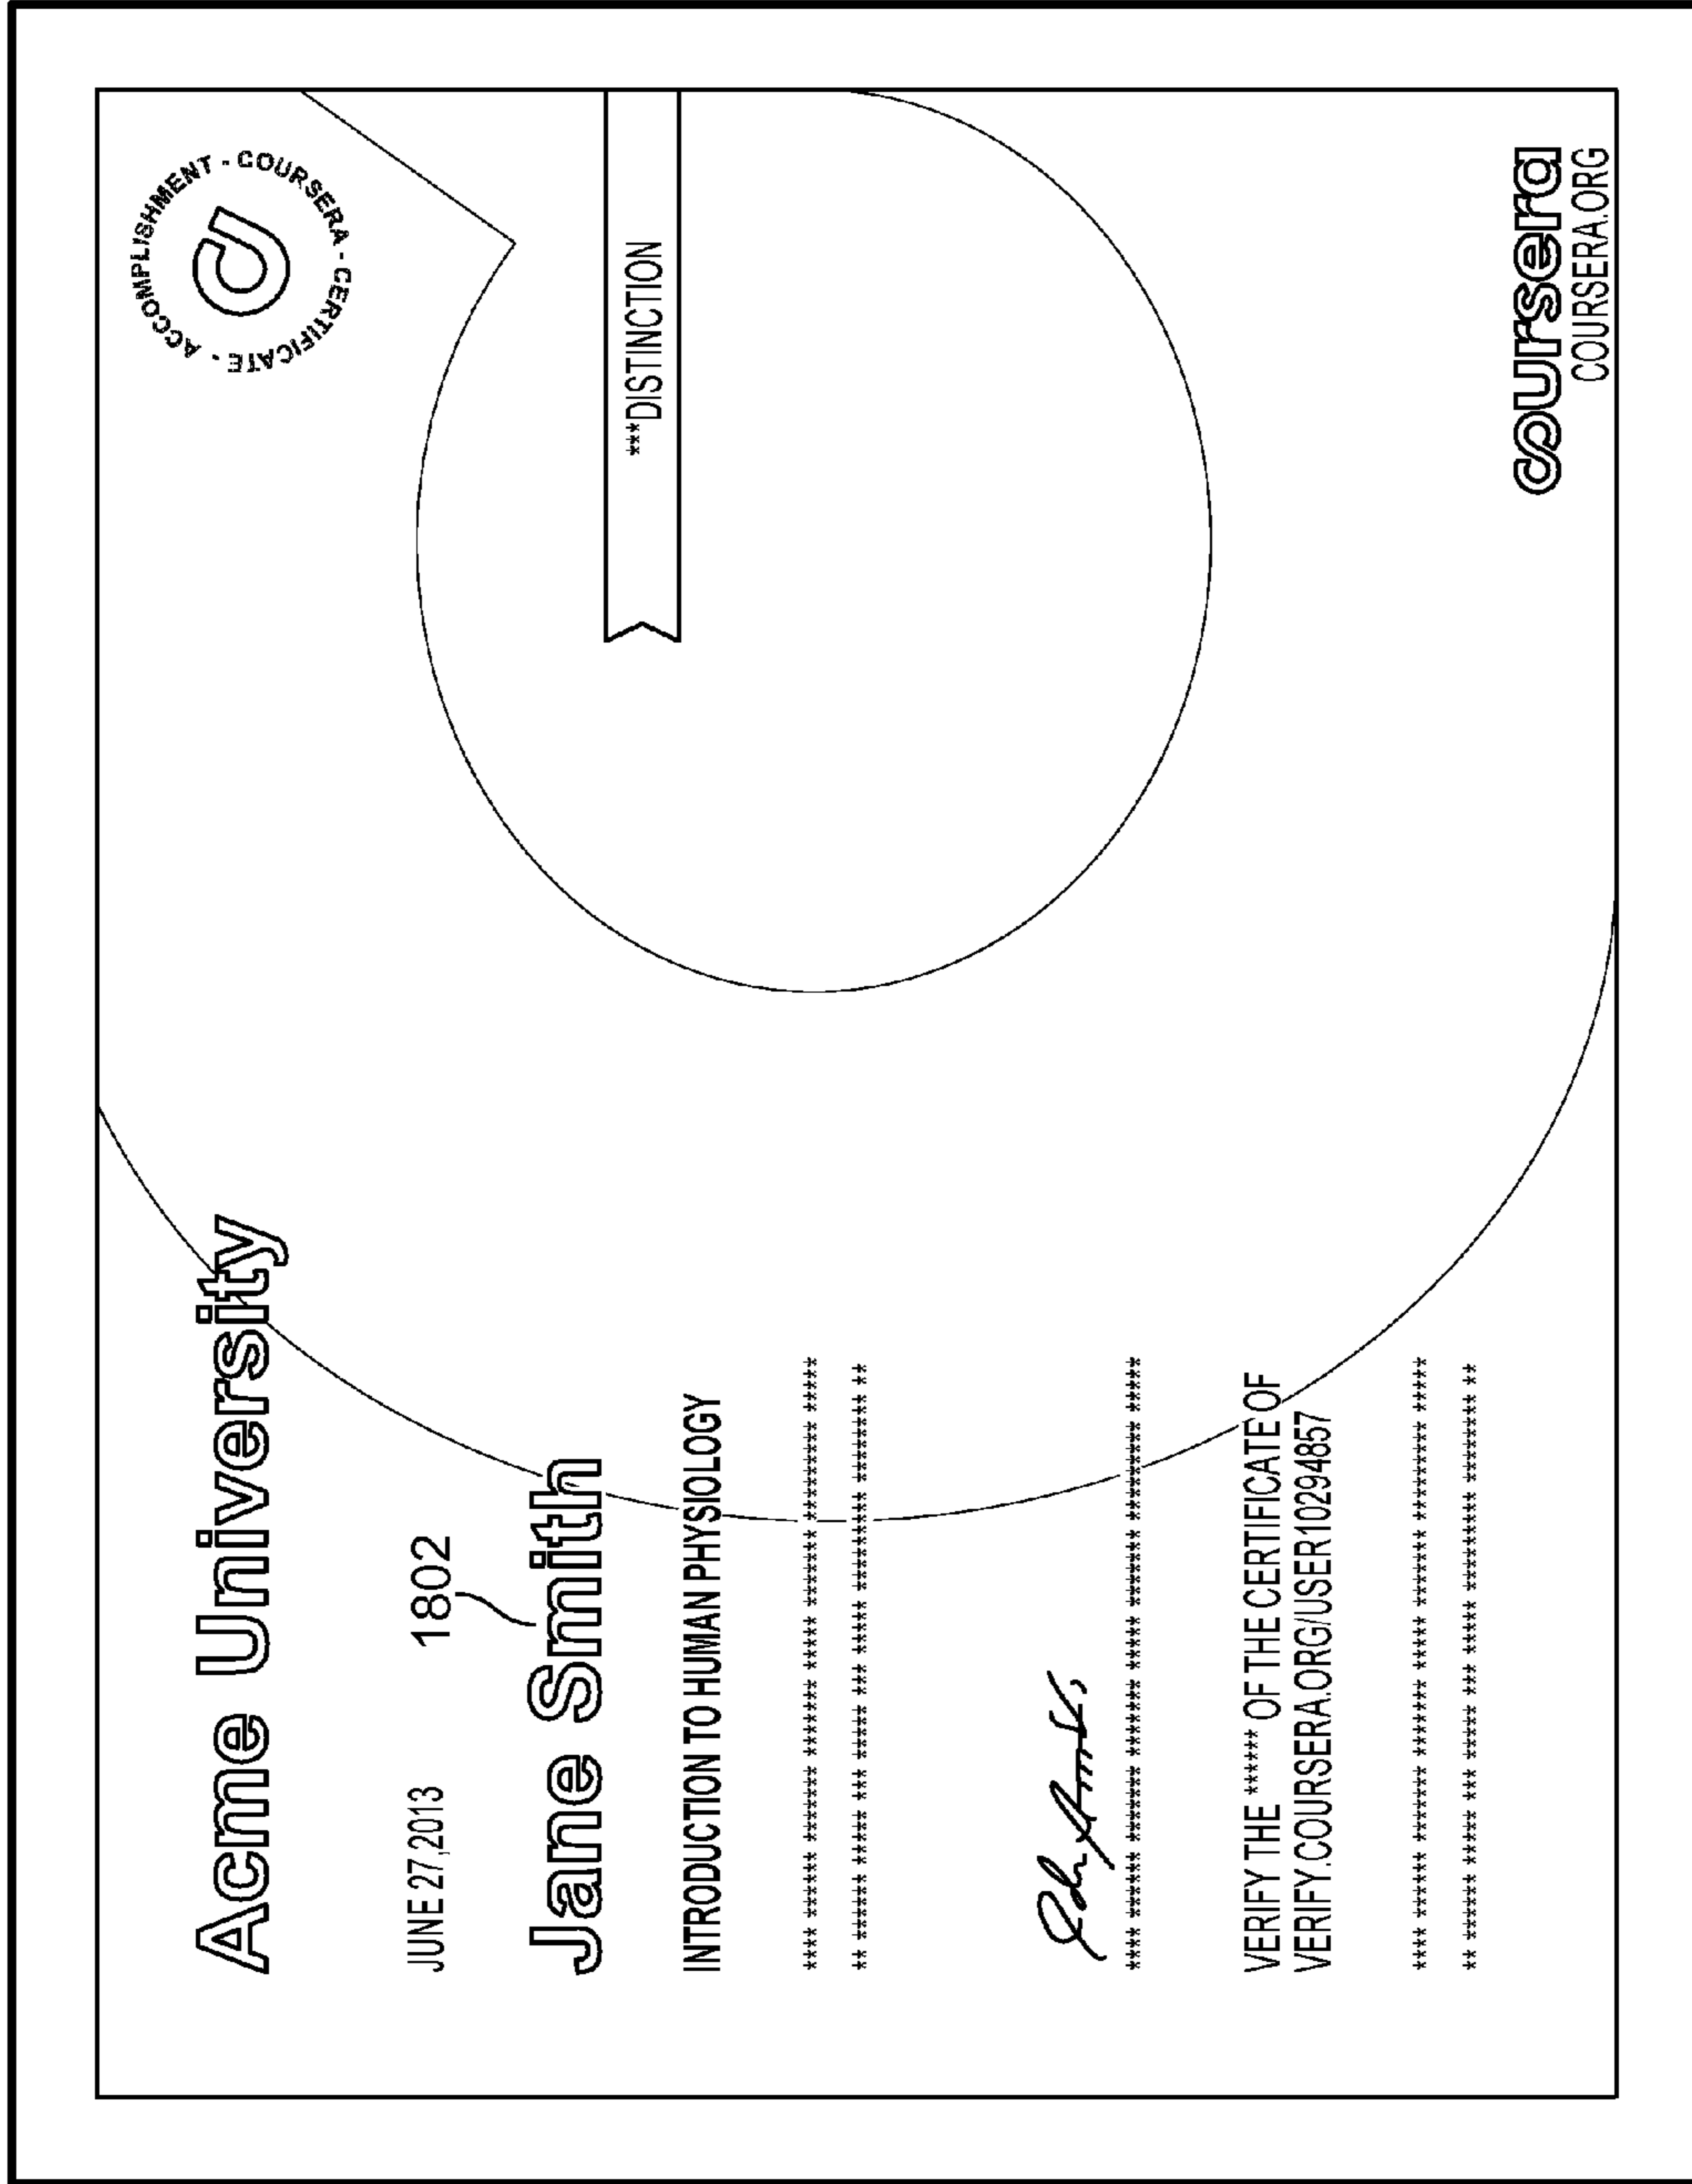 Acme University
COURSERA - CERTIFICATE - ACCOMPLISHMENT -
JUNE 27,2013
1802
Jane Smith
***DISTINCTION
INTRODUCTION TO HUMAN PHYSIOLOGY
**** ****** ***** *** ****** ******* ****** **** ***** ******** ******** *****
** ****** *** **** *** ****** *** *** ***** ******* ******** **** **
**** ****** ***** *** ****** ******* ****** **** ***** ******** ******** *****
VERIFY THE ****** OF THE CERTIFICATE OF
VERIFY.COURSERA.ORG/USER10294857
**** ****** ***** *** ****** ******* ****** **** ***** ******** ******** *****
** ****** *** **** *** ****** *** *** ***** ******* ******** **** **
coursera
COURSERA.ORG